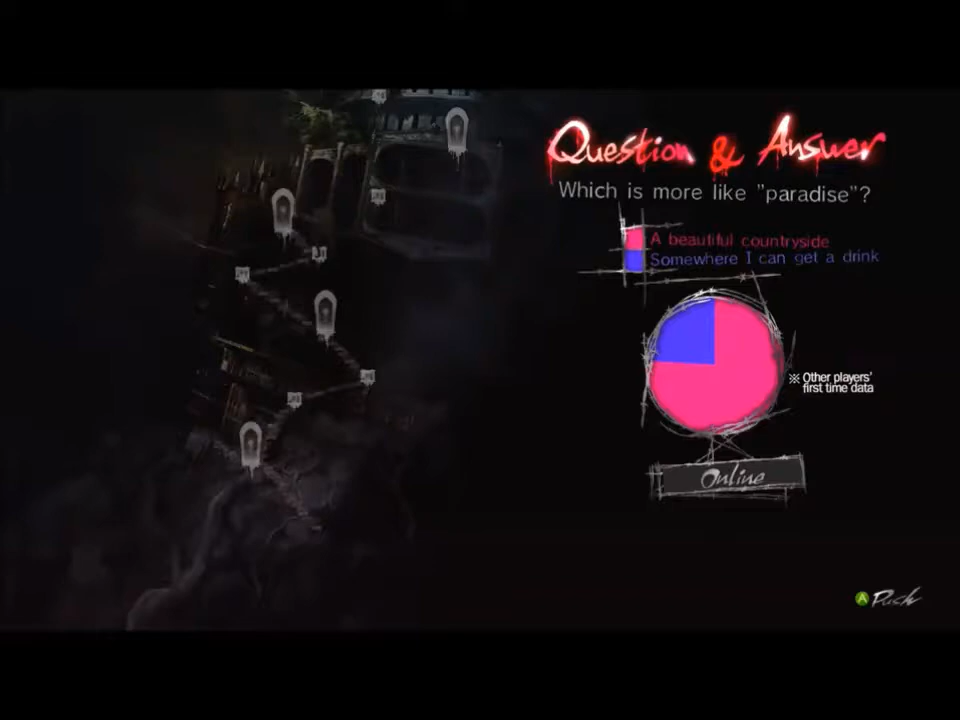 Question & Answer
Which is more like "paradise"?
A beautiful countryside
Somewhere I can get a drink
※ Other players'
first time data
Online
A Push